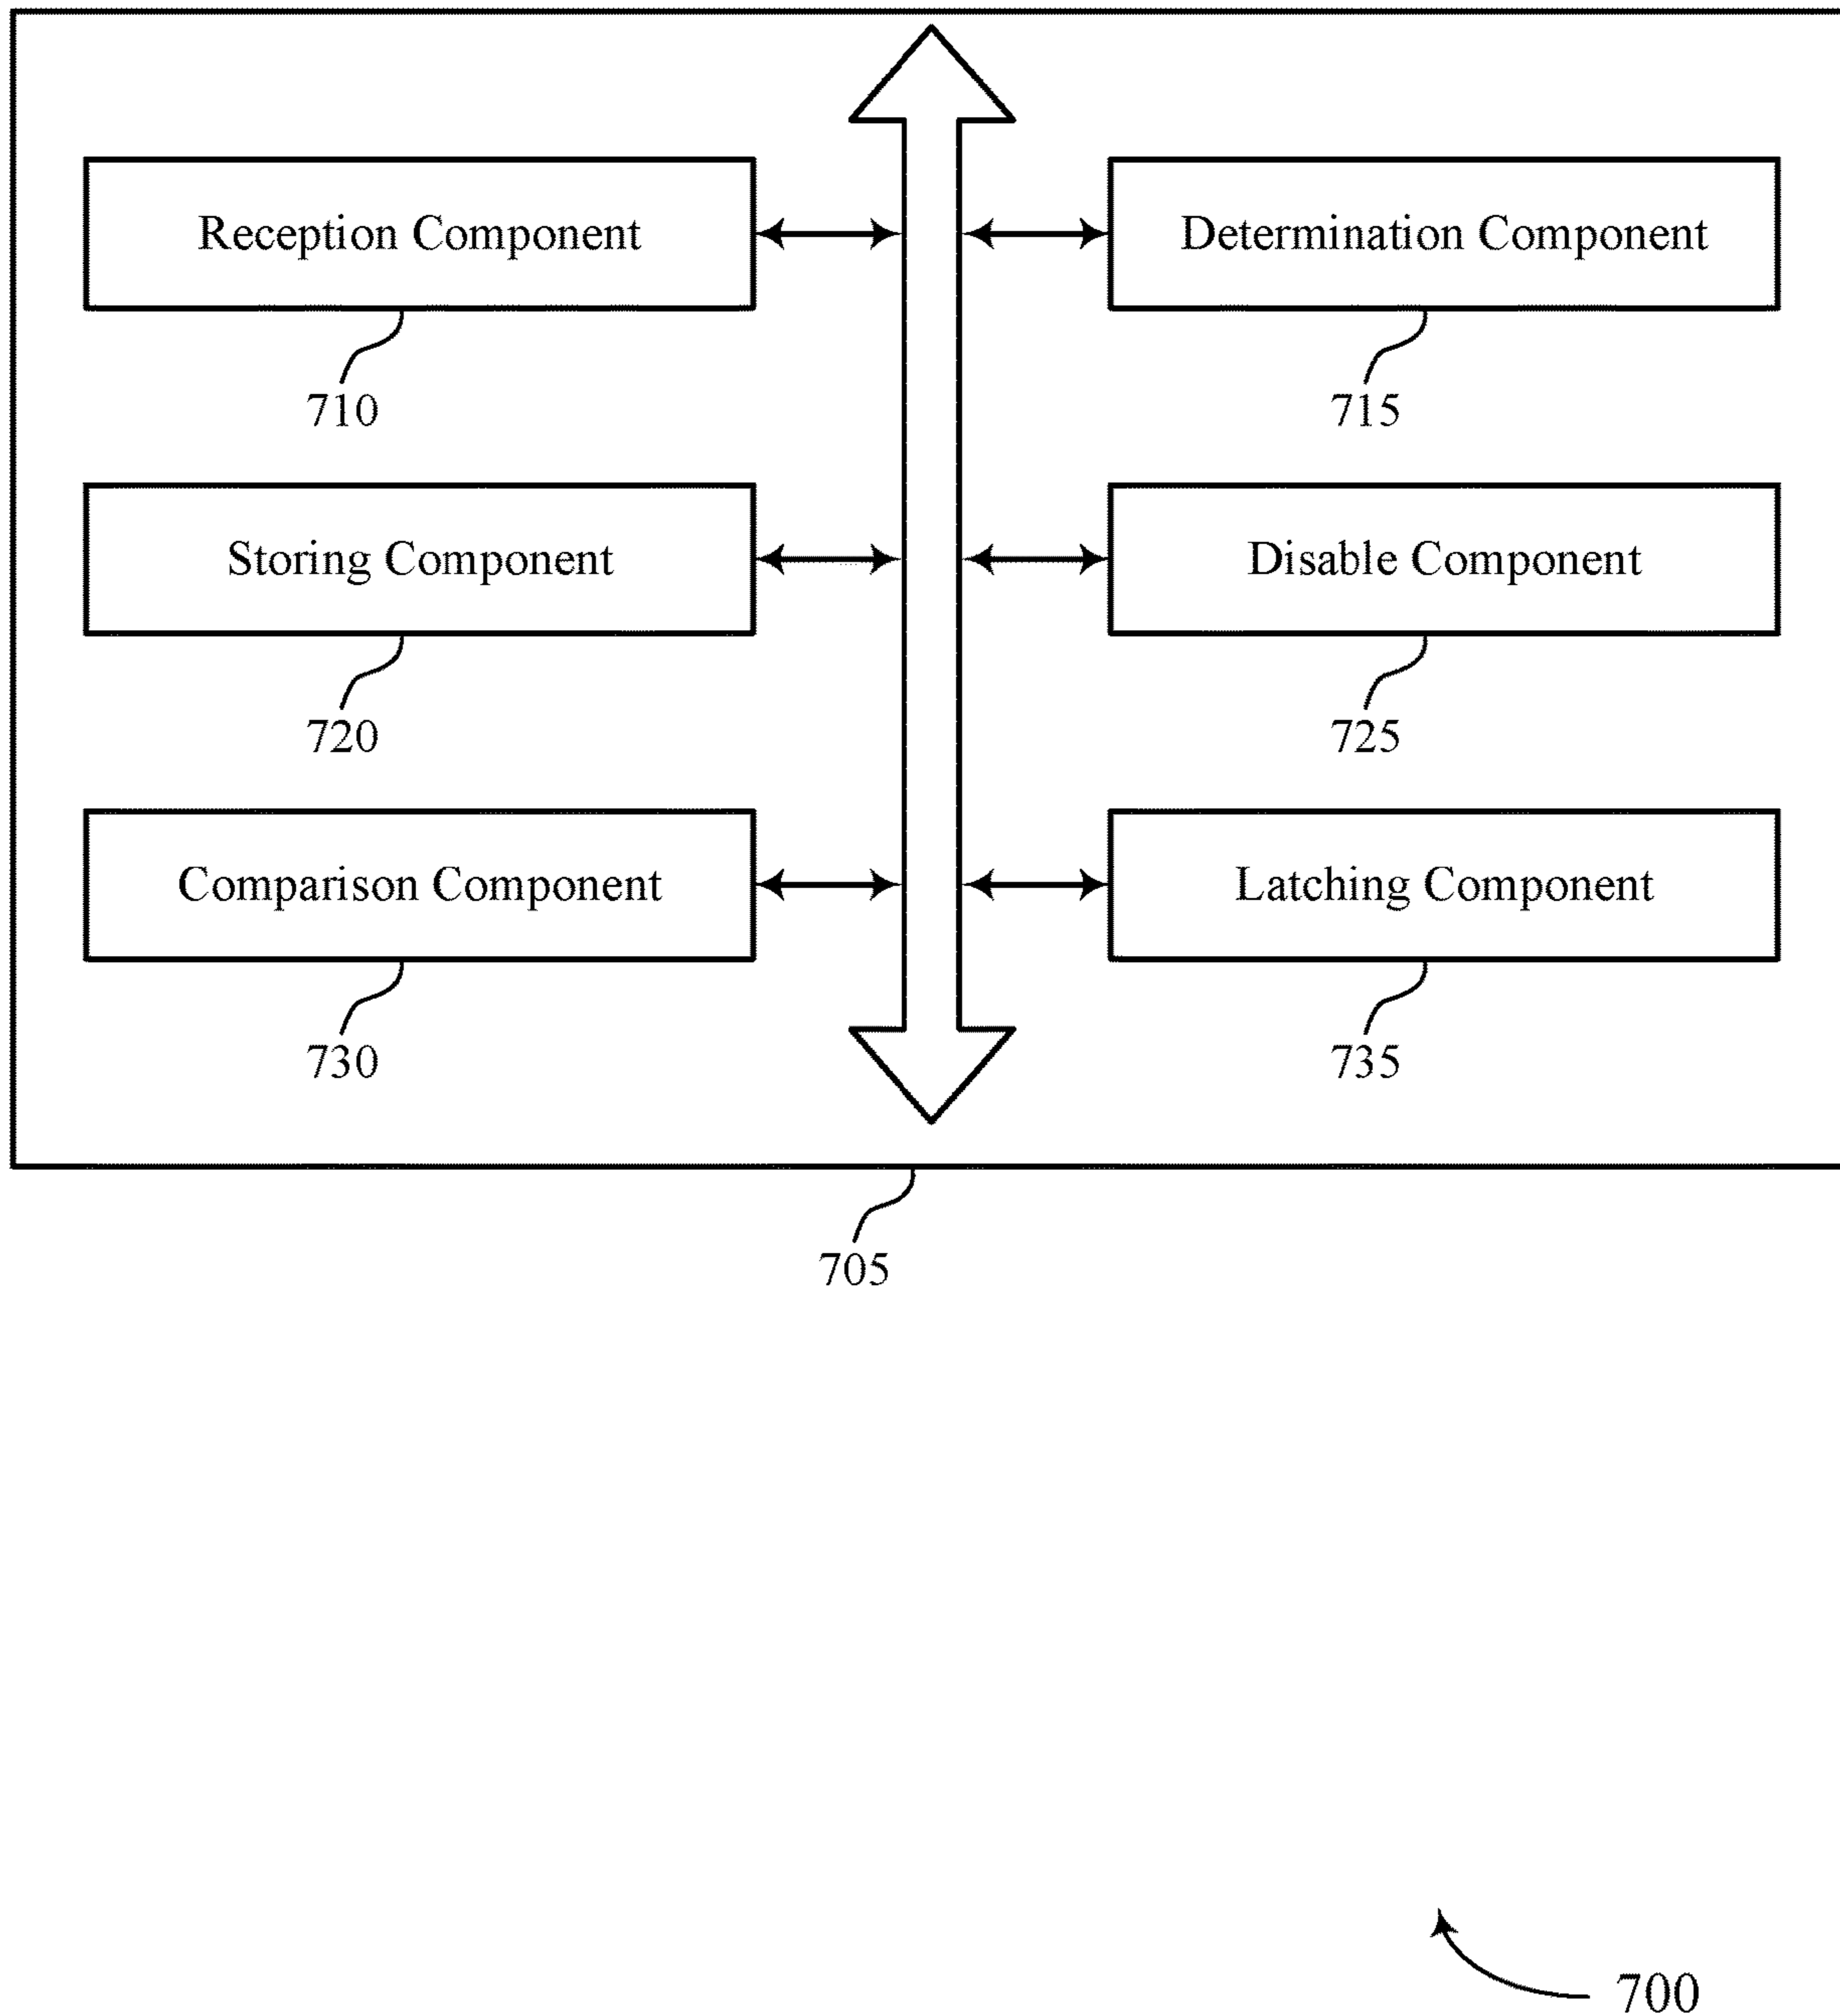 Reception Component
Determination Component
710
715
Storing Component
Disable Component
720
725
Comparison Component
Latching Component
730
735
705
700